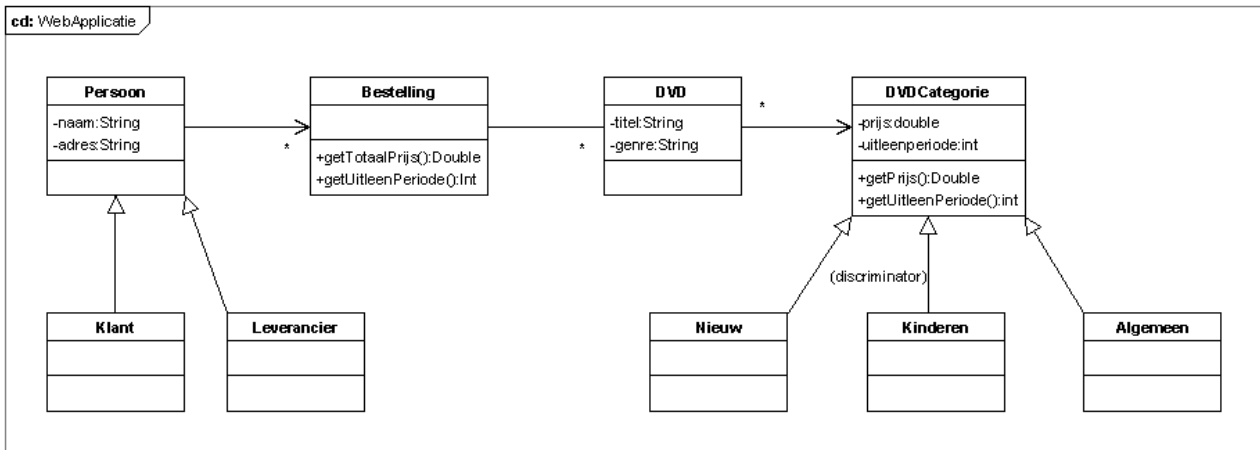 cd: WebApplicatie
Persoon
-naam:String
-adres:String
*
Bestelling
+getTotaalPrijs():Double
+getUitleenPeriode():Int
*
DVD
-titel:String
-genre:String
*
DVDCategorie
-prijs:double
-uitleenperiode:int
+getPrijs():Double
+getUitleenPeriode():int
(discriminator)
Klant
Leverancier
Nieuw
Kinderen
Algemeen